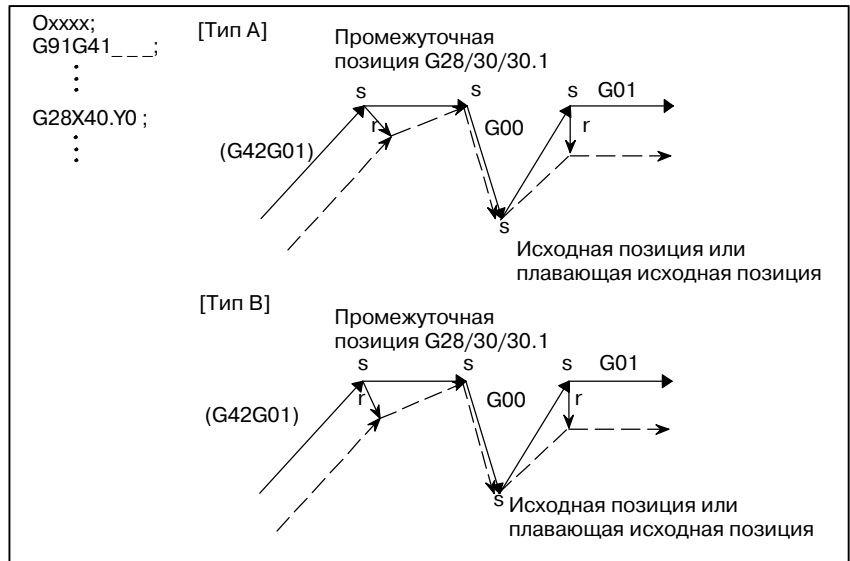 Oxxxx;
G91G41_ _ _;
G28X40.Y0 ;
[Тип A]
Промежуточная
позиция G28/30/30.1
s s s G01
r G00 r
(G42G01)
s
Исходная позиция или
плавающая исходная позиция
[Тип B]
Промежуточная
позиция G28/30/30.1
s s s G01
r G00 r
(G42G01)
s
Исходная позиция или
плавающая исходная позиция